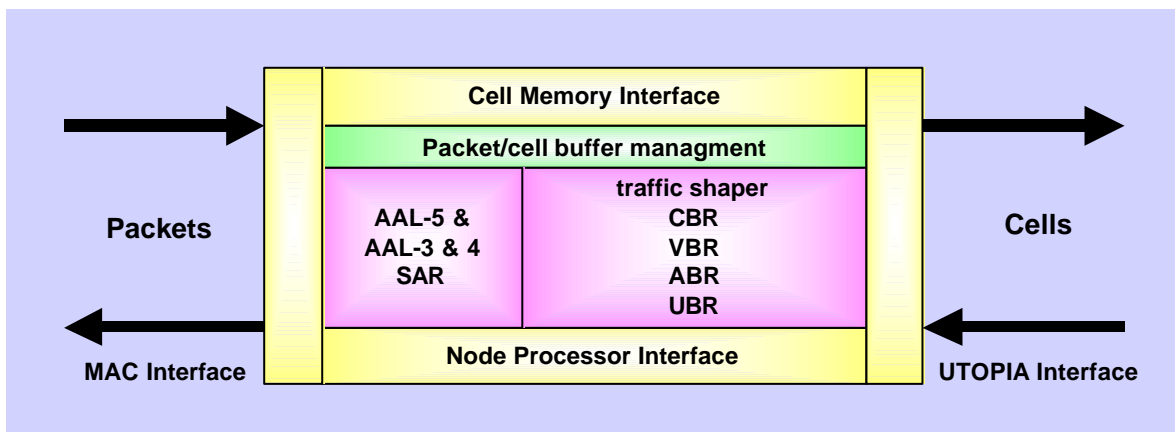 Cell Memory Interface
Packet/cell buffer managment
Packets
AAL-5 &
AAL-3 & 4
SAR
traffic shaper
CBR
VBR
ABR
UBR
Cells
Node Processor Interface
MAC Interface
UTOPIA Interface